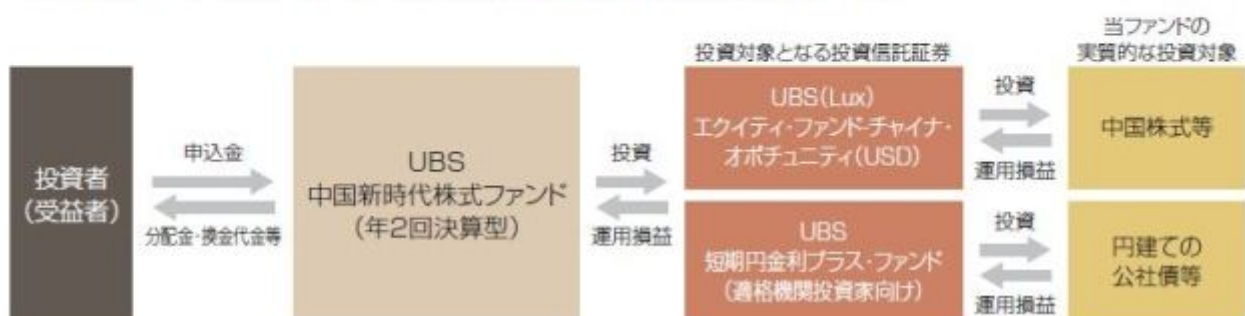 投資者
(受益者)
申込金
分配金・換金代金等
UBS
中国新時代株式ファンド
(年2回決算型)
投資
運用損益
投資対象となる投資信託証券
UBS(Lux)
エクイティ・ファンド-チャイナ・
オポチュニティ(USD)
UBS
短期円金利プラス・ファンド
(適格機関投資家向け)
投資
運用損益
投資
運用損益
当ファンドの
実質的な投資対象
中国株式等
円建ての
公社債等